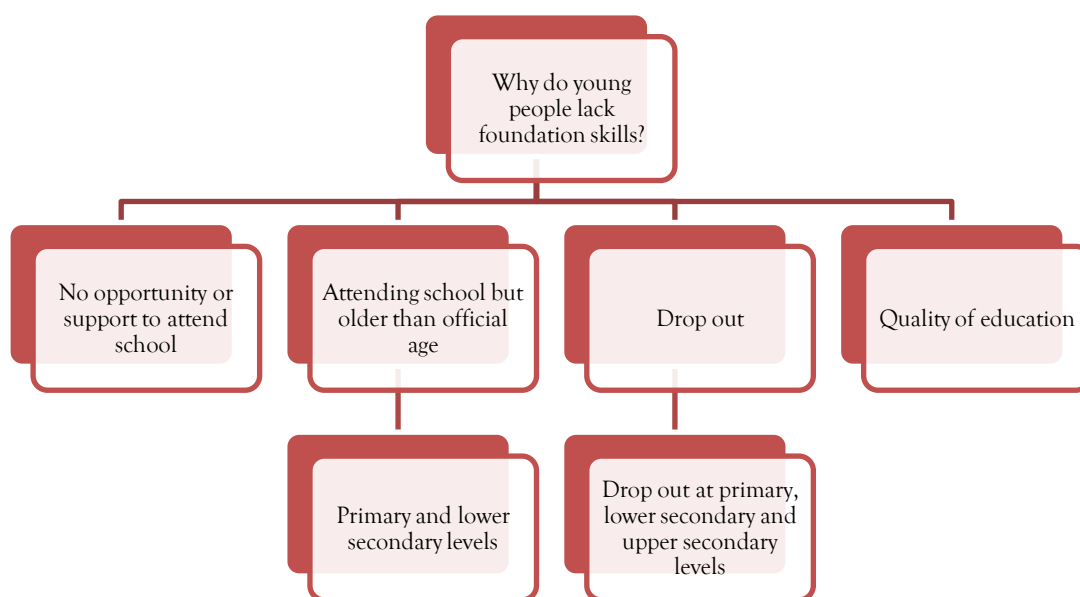 Why do young
people lack
foundation skills?
No opportunity or
support to attend
school
Attending school but
older than official
age
Drop out
Quality of education
Primary and lower
secondary levels
Drop out at primary,
lower secondary and
upper secondary
levels